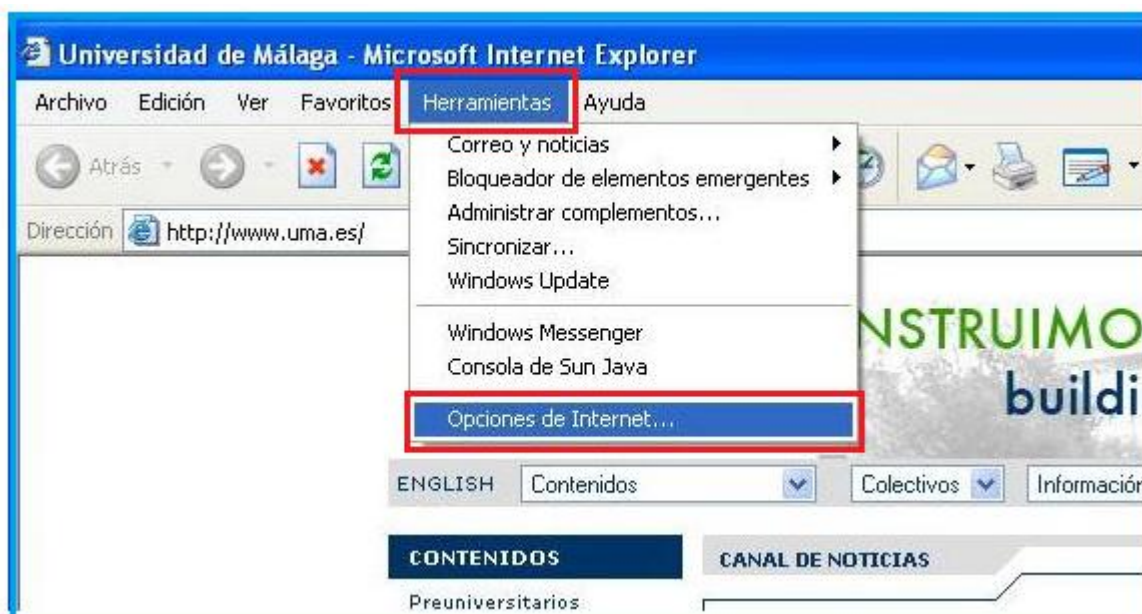 Universidad de Málaga - Microsoft Internet Explorer
Archivo Edición Ver Favoritos Herramientas Ayuda
Correo y noticias
Atrás
Bloqueador de elementos emergentes
Administrar complementos...
Dirección http://www.uma.es/
Sincronizar...
Windows Update
Windows Messenger
NSTRUIMO
Consola de Sun Java
buildi
Opciones de Internet...
ENGLISH Contenidos Colectivos Información
CONTENIDOS CANAL DE NOTICIAS
Preuniversitarios